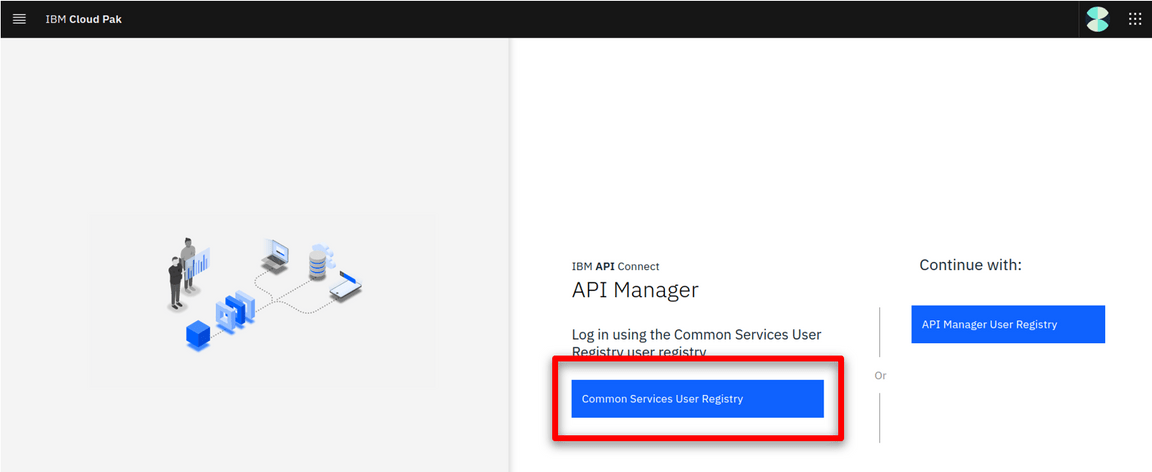 IBM Cloud Pak
IBM API Connect
API Manager
Log in using the Common Services User
Registry user registry
Common Services User Registry
Or
Continue with:
API Manager User Registry